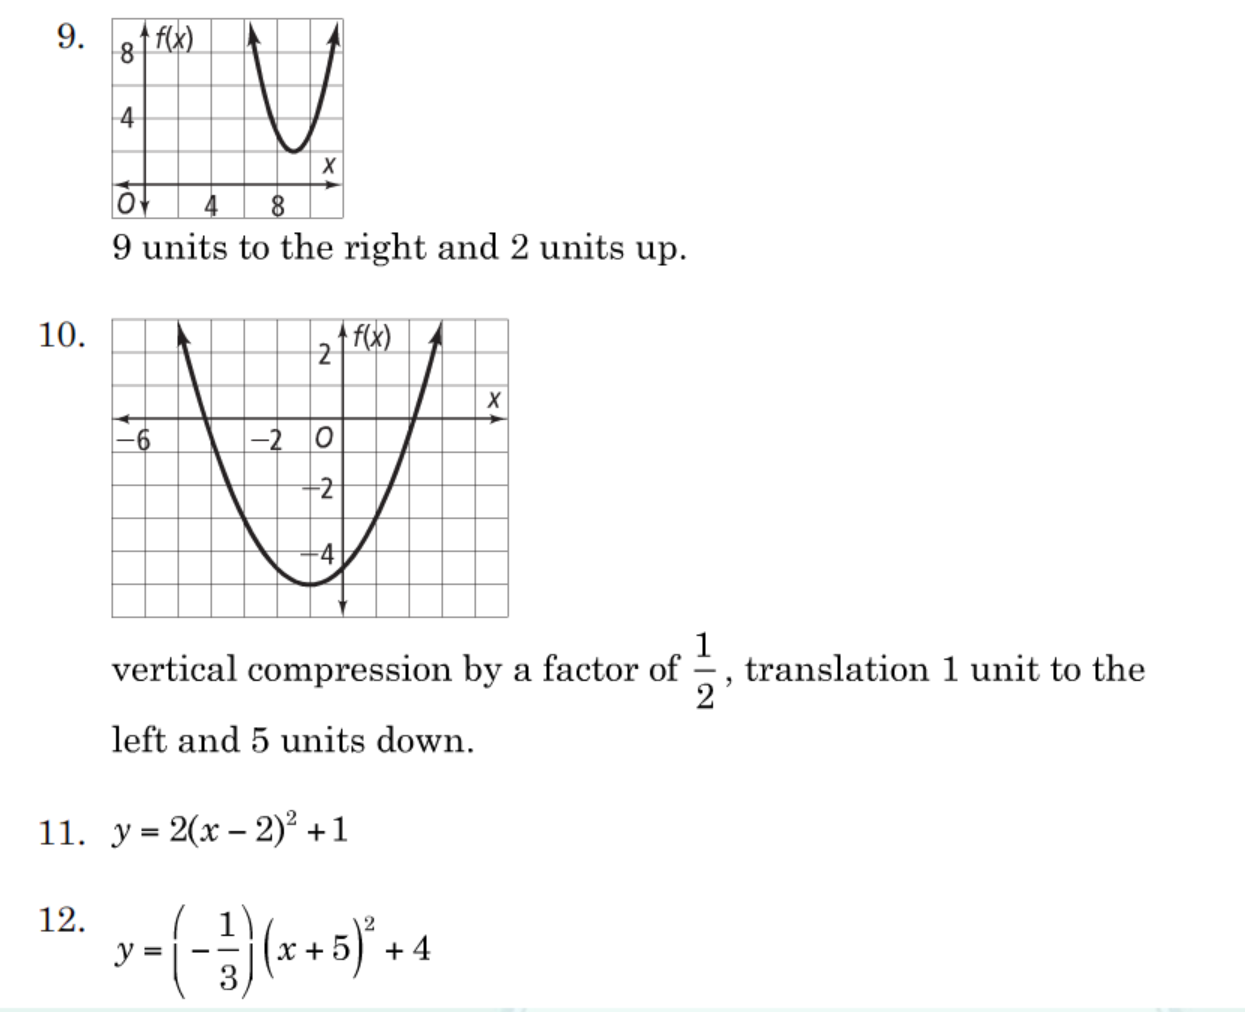 9.
f(x)
8
4
x
O 4 8
9 units to the right and 2 units up.
10.
f(x)
2
x
−6 −2 O
−2
−4
vertical compression by a factor of 1/2, translation 1 unit to the
left and 5 units down.
11. y = 2(x − 2)² + 1
12. y = (−1/3)(x + 5)² + 4